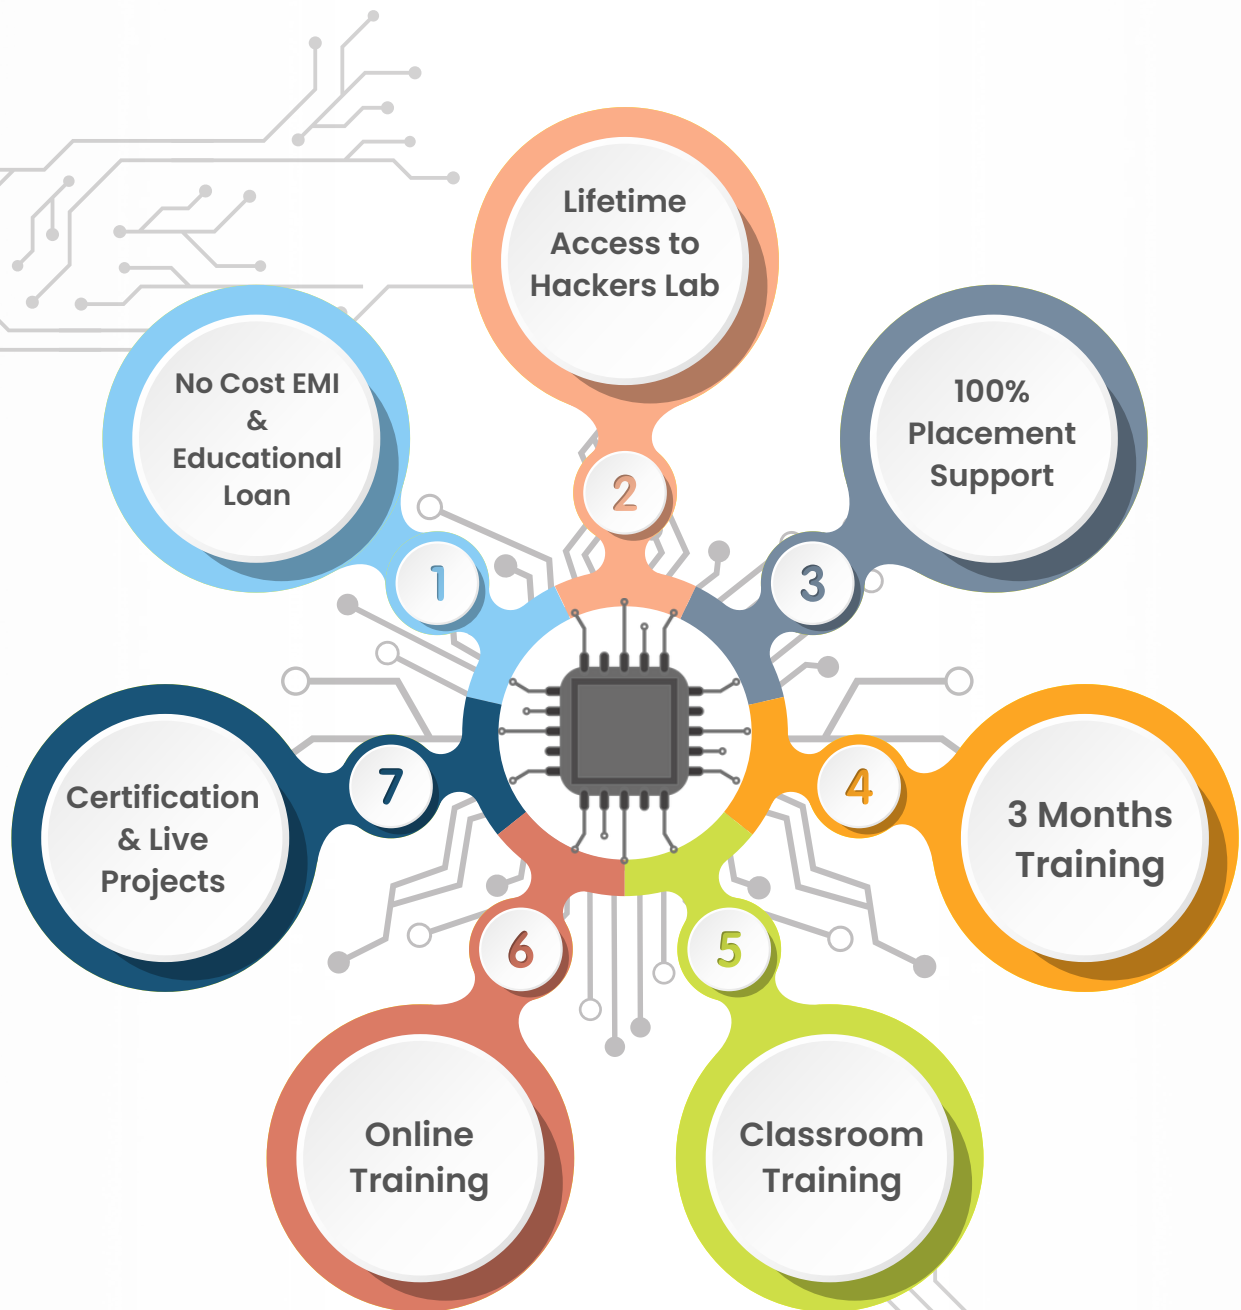 No Cost EMI
&
Educational
Loan
1
Lifetime
Access to
Hackers Lab
2
100%
Placement
Support
3
3 Months
Training
4
Classroom
Training
5
Online
Training
6
Certification
& Live
Projects
7